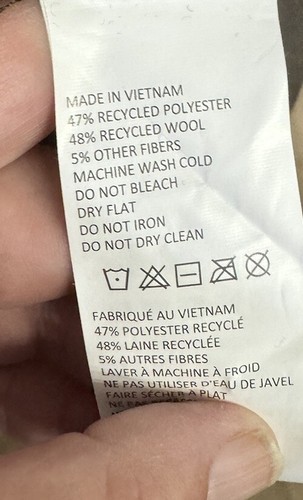 MADE IN VIETNAM
47% RECYCLED POLYESTER
48% RECYCLED WOOL
5% OTHER FIBERS
MACHINE WASH COLD
DO NOT BLEACH
DRY FLAT
DO NOT IRON
DO NOT DRY CLEAN
FABRIQUÉ AU VIETNAM
47% POLYESTER RECYCLÉ
48% LAINE RECYCLÉE
5% AUTRES FIBRES
LAVER À MACHINE À FROID
NE PAS UTILISER D'EAU DE JAVEL
FAIRE SÉCHER À PLAT
NE PAS